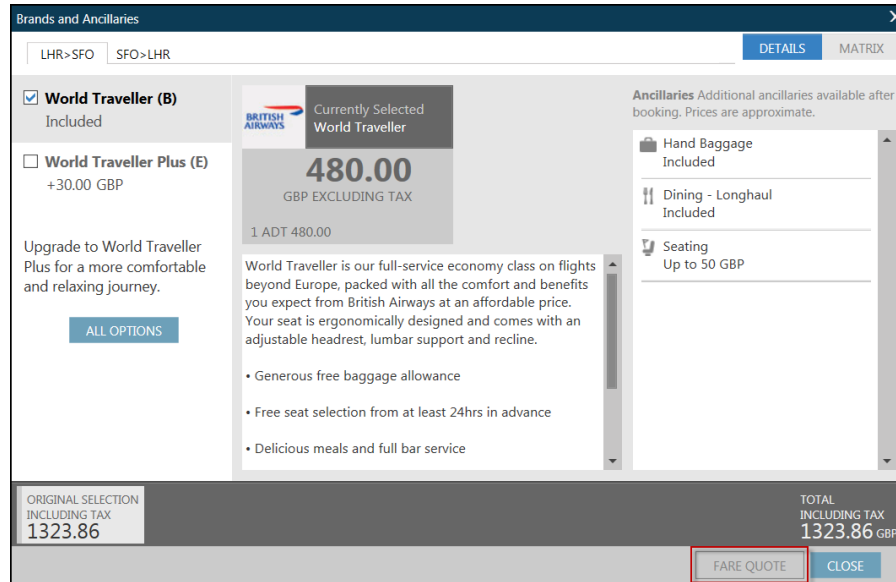 Brands and Ancillaries
X
LHR>SFO
SFO>LHR
DETAILS
MATRIX
World Traveller (B)
Included
World Traveller Plus (E)
+30.00 GBP
Upgrade to World Traveller
Plus for a more comfortable
and relaxing journey.
ALL OPTIONS
BRITISH
AIRWAYS
Currently Selected
World Traveller
480.00
GBP EXCLUDING TAX
1 ADT 480.00
World Traveller is our full-service economy class on flights
beyond Europe, packed with all the comfort and benefits
you expect from British Airways at an affordable price.
Your seat is ergonomically designed and comes with an
adjustable headrest, lumbar support and recline.
• Generous free baggage allowance
• Free seat selection from at least 24hrs in advance
• Delicious meals and full bar service
Ancillaries Additional ancillaries available after
booking. Prices are approximate.
Hand Baggage
Included
Dining - Longhaul
Included
Seating
Up to 50 GBP
ORIGINAL SELECTION
INCLUDING TAX
1323.86
TOTAL
INCLUDING TAX
1323.86 GBP
FARE QUOTE
CLOSE